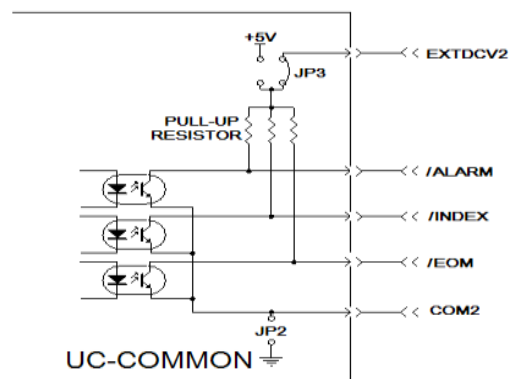 +5V
EXTDCV2
JP3
PULL-UP
RESISTOR
/ALARM
/INDEX
/EOM
COM2
JP2
UC-COMMON